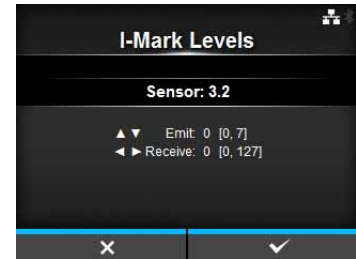 I-Mark Levels
Sensor: 3.2
▲ ▼ Emit: 0 [0, 7]
◄ ► Receive: 0 [0, 127]